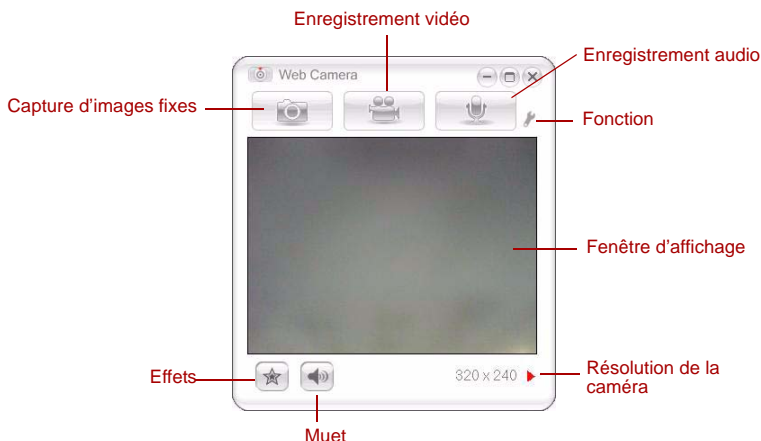 Enregistrement vidéo
Enregistrement audio
Web Camera
Capture d'images fixes
Fonction
Fenêtre d'affichage
Effets
320 x 240
Résolution de la
caméra
Muet